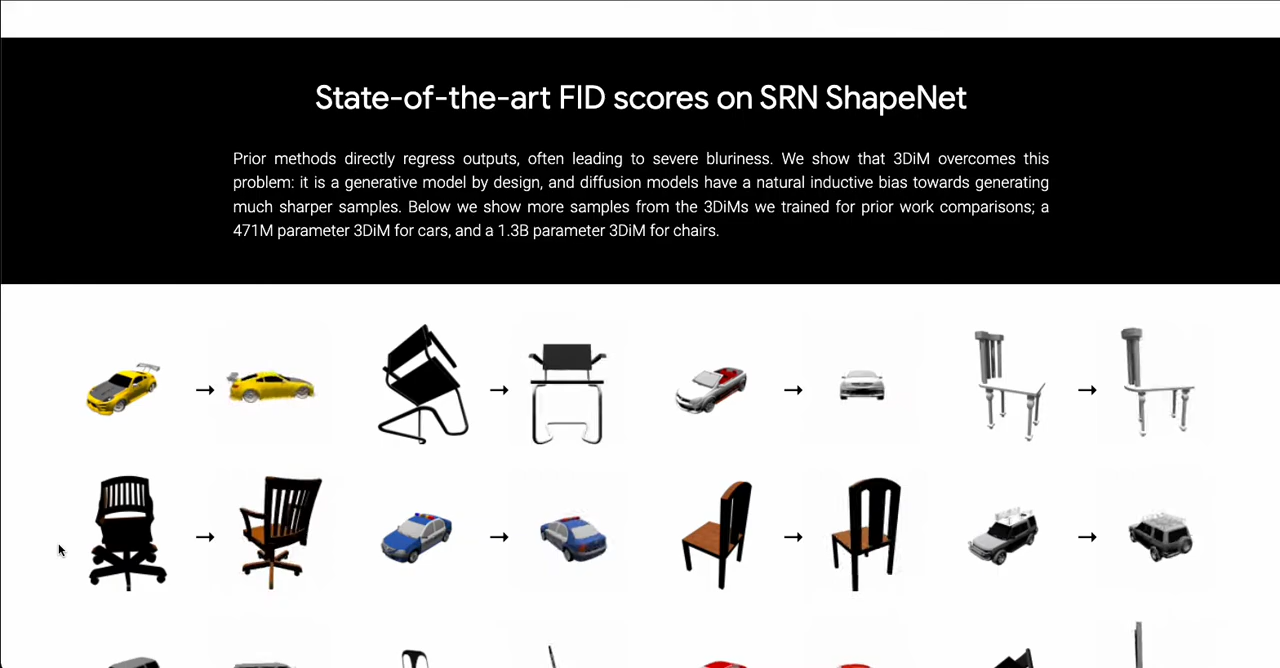 State-of-the-art FID scores on SRN ShapeNet
Prior methods directly regress outputs, often leading to severe bluriness. We show that 3DiM overcomes this
problem: it is a generative model by design, and diffusion models have a natural inductive bias towards generating
much sharper samples. Below we show more samples from the 3DiMs we trained for prior work comparisons; a
471M parameter 3DiM for cars, and a 1.3B parameter 3DiM for chairs.